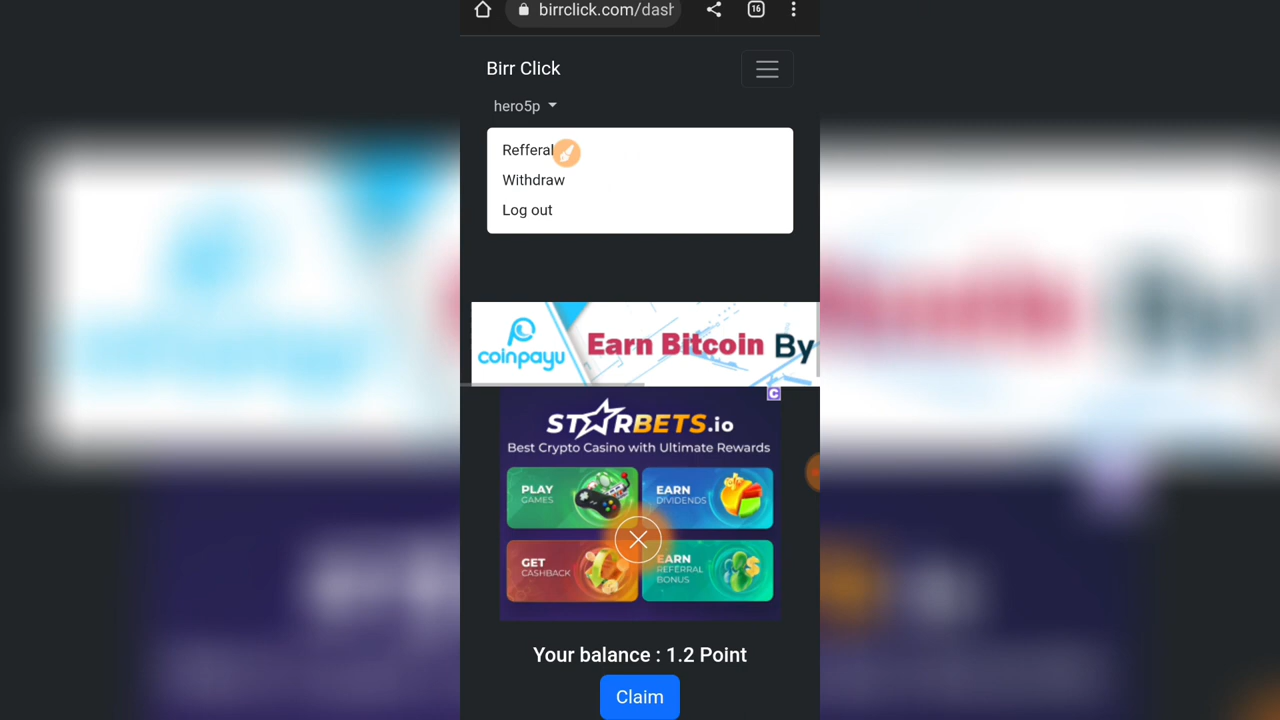 birrclick.com/dash
16
Birr Click
hero5p
Refferal
Withdraw
Log out
coinpayu
Earn Bitcoin By
C
STARBETS.io
Best Crypto Casino with Ultimate Rewards
PLAY
GAMES
EARN
DIVIDENDS
GET
CASHBACK
EARN
REFERRAL
BONUS
Your balance : 1.2 Point
Claim